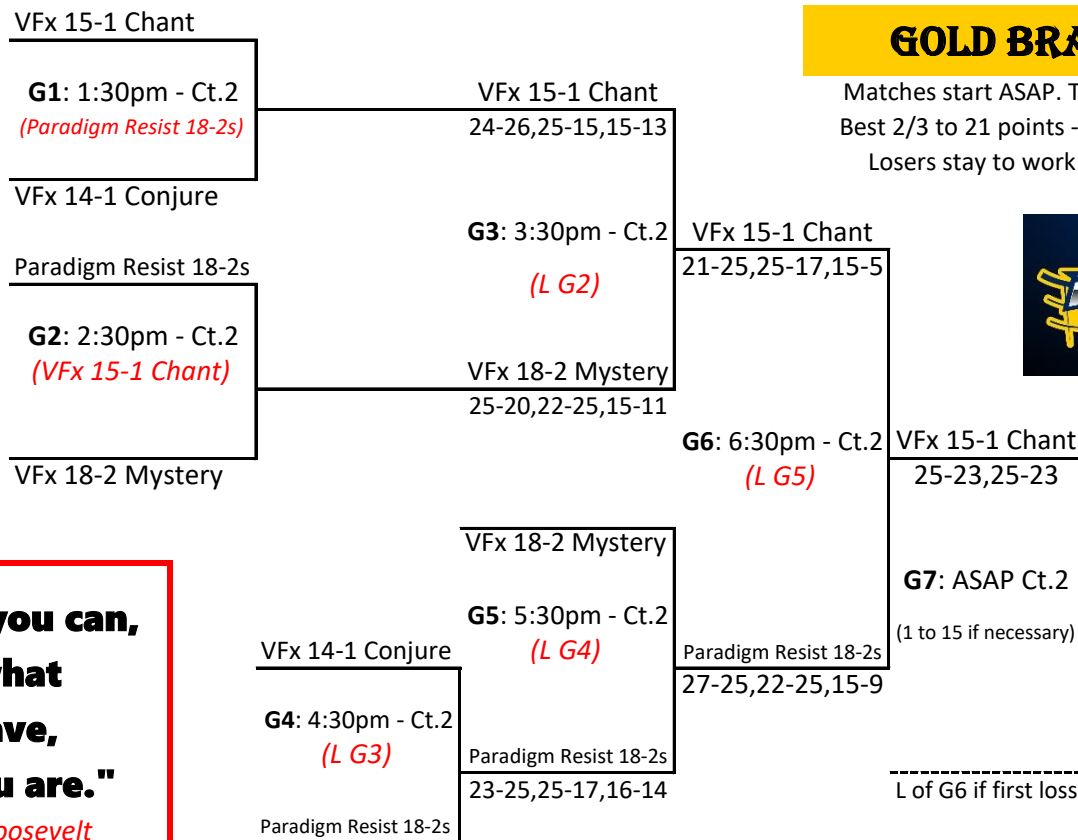 VFx 15-1 Chant
G1: 1:30pm - Ct.2
(Paradigm Resist 18-2s)
VFx 14-1 Conjure
Paradigm Resist 18-2s
G2: 2:30pm - Ct.2
(VFx 15-1 Chant)
VFx 18-2 Mystery
VFx 15-1 Chant
24-26,25-15,15-13
G3: 3:30pm - Ct.2
(L G2)
VFx 18-2 Mystery
25-20,22-25,15-11
VFx 15-1 Chant
21-25,25-17,15-5
G6: 6:30pm - Ct.2
(L G5)
VFx 18-2 Mystery
G5: 5:30pm - Ct.2
(L G4)
VFx 14-1 Conjure
G4: 4:30pm - Ct.2
(L G3)
Paradigm Resist 18-2s
Paradigm Resist 18-2s
23-25,25-17,16-14
Paradigm Resist 18-2s
27-25,22-25,15-9
GOLD BRA
Matches start ASAP. T
Best 2/3 to 21 points -
Losers stay to work
VFx 15-1 Chant
25-23,25-23
G7: ASAP Ct.2
(1 to 15 if necessary)
L of G6 if first loss
you can,
hat
ve,
u are."
oosevelt